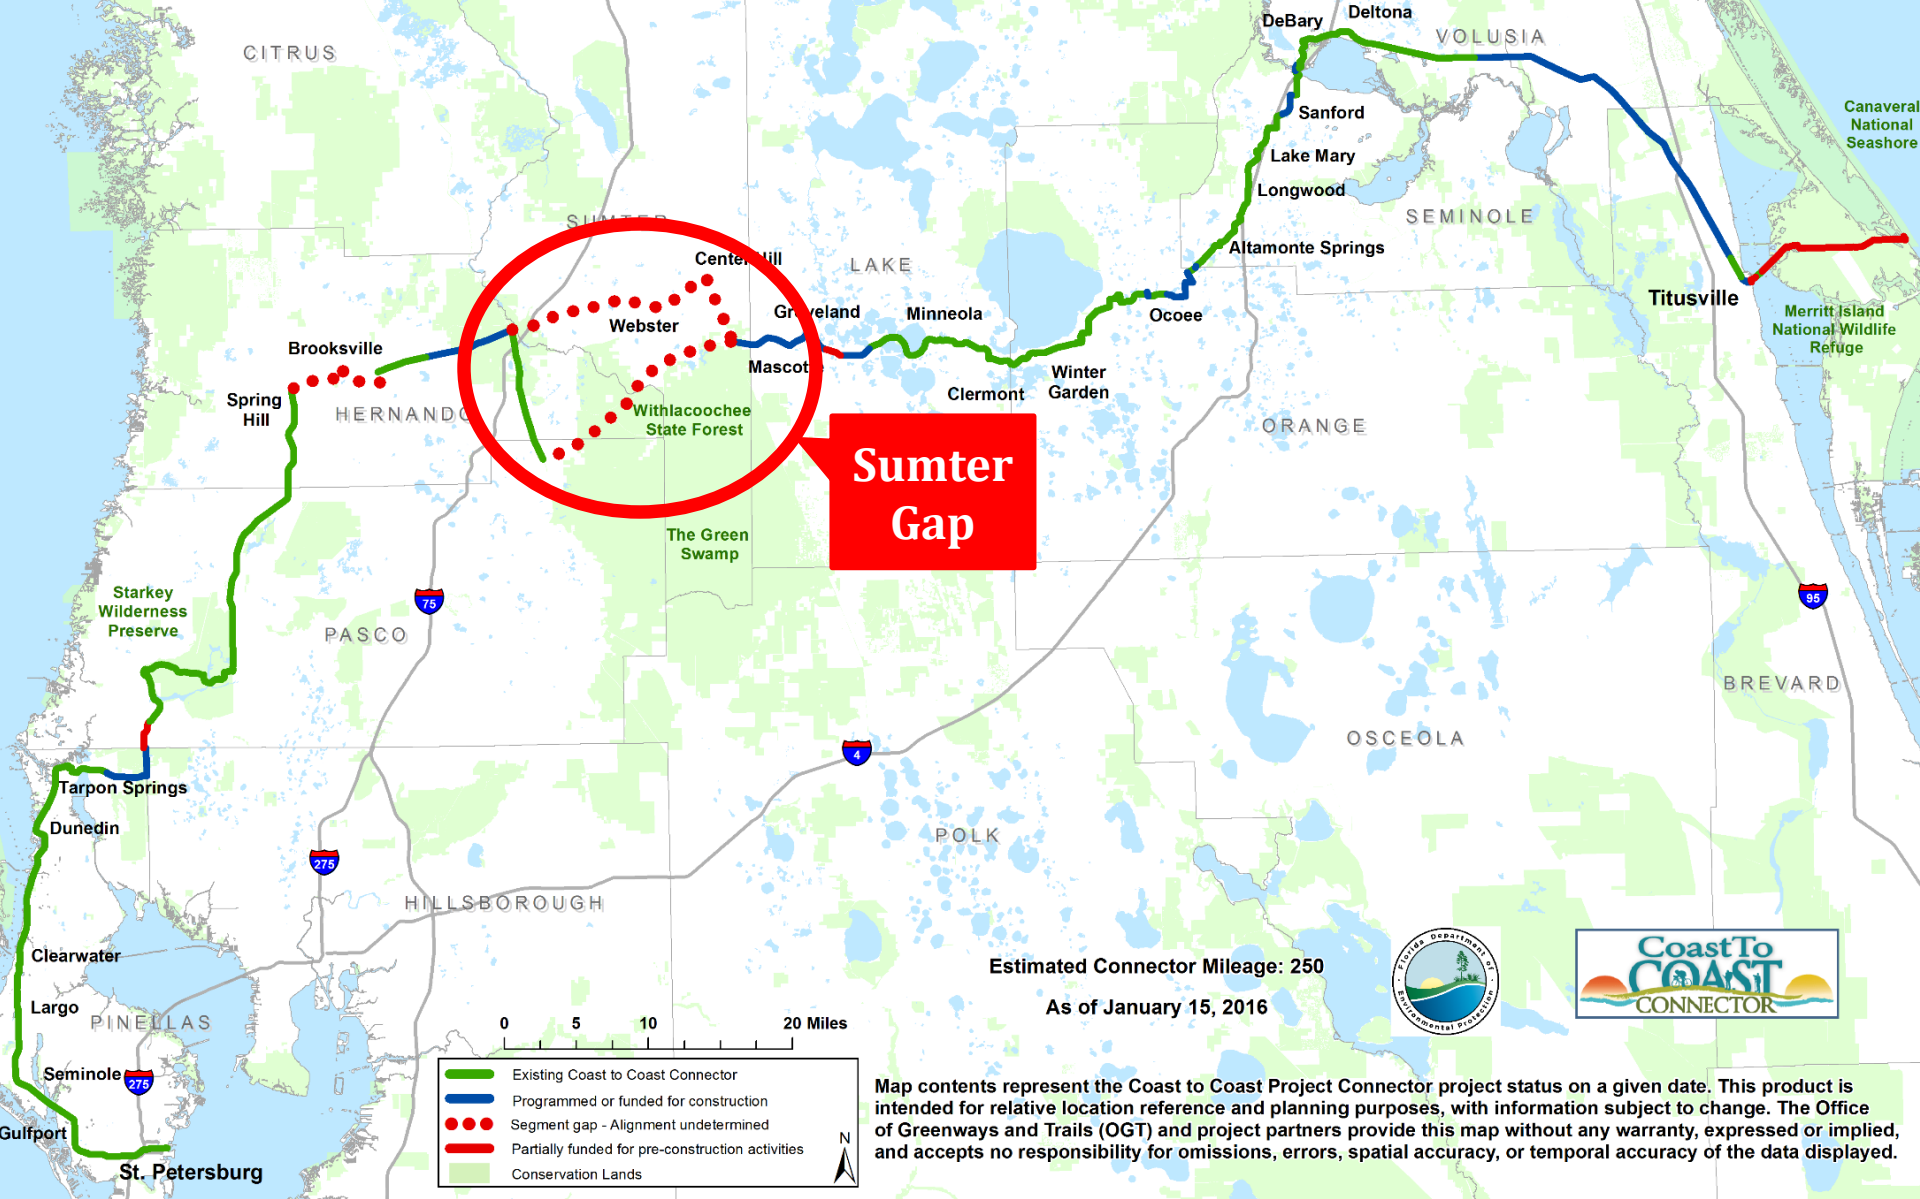 DeBary
Deltona
VOLUSIA
CITRUS
Canaveral
National
Seashore
Sanford
Lake Mary
Longwood
SEMINOLE
SUMTER
Altamonte Springs
Center Hill
LAKE
Titusville
Merritt Island
National Wildlife
Refuge
Groveland
Minneola
Ocoee
Webster
Brooksville
Mascotte
Winter
Garden
Clermont
Spring
Hill
HERNANDO
Withlacoochee
State Forest
ORANGE
Sumter
Gap
The Green
Swamp
Starkey
Wilderness
Preserve
75
95
PASCO
BREVARD
OSCEOLA
4
Tarpon Springs
Dunedin
POLK
275
HILLSBOROUGH
Clearwater
Largo
PINELLAS
Seminole
275
Gulfport
St. Petersburg
Estimated Connector Mileage: 250
As of January 15, 2016
Florida Department of
Environmental Protection
Coast To
COAST
CONNECTOR
0 5 10 20 Miles
Existing Coast to Coast Connector
Programmed or funded for construction
Segment gap - Alignment undetermined
Partially funded for pre-construction activities
Conservation Lands
N
Map contents represent the Coast to Coast Project Connector project status on a given date. This product is
intended for relative location reference and planning purposes, with information subject to change. The Office
of Greenways and Trails (OGT) and project partners provide this map without any warranty, expressed or implied,
and accepts no responsibility for omissions, errors, spatial accuracy, or temporal accuracy of the data displayed.